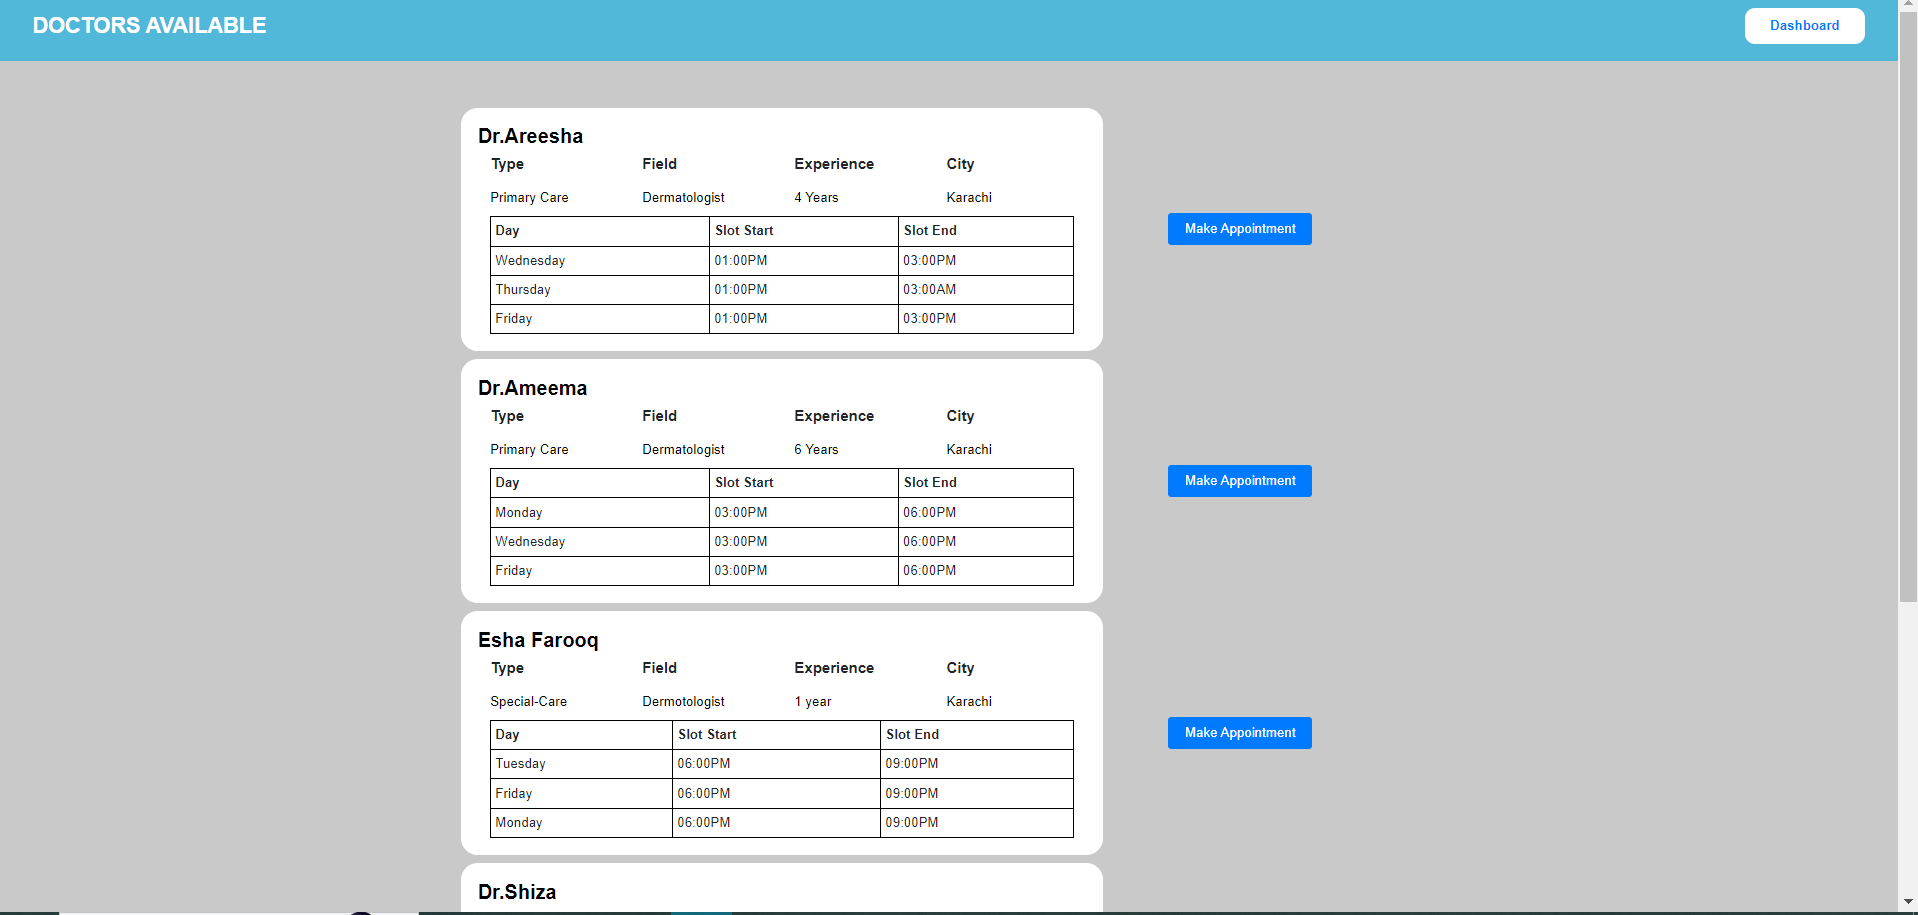 DOCTORS AVAILABLE Dashboard
Dr.Areesha
Type Field Experience City
Primary Care Dermatologist 4 Years Karachi
Day Slot Start Slot End
Wednesday 01:00PM 03:00PM
Thursday 01:00PM 03:00AM
Friday 01:00PM 03:00PM
Make Appointment
Dr.Ameema
Type Field Experience City
Primary Care Dermatologist 6 Years Karachi
Day Slot Start Slot End
Monday 03:00PM 06:00PM
Wednesday 03:00PM 06:00PM
Friday 03:00PM 06:00PM
Make Appointment
Esha Farooq
Type Field Experience City
Special-Care Dermotologist 1 year Karachi
Day Slot Start Slot End
Tuesday 06:00PM 09:00PM
Friday 06:00PM 09:00PM
Monday 06:00PM 09:00PM
Make Appointment
Dr.Shiza